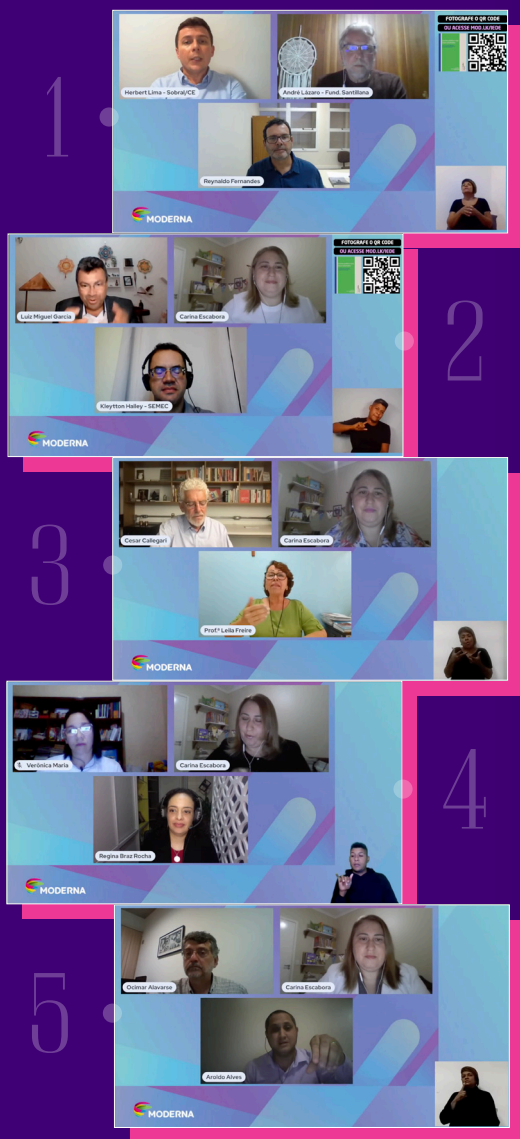 1
FOTOGRAFE O QR CODE
OU ACESSE MOD.LK/IEDE
Herbert Lima - Sobral/CE
André Lázaro - Fund. Santillana
Reynaldo Fernandes
MODERNA
2
FOTOGRAFE O QR CODE
OU ACESSE MOD.LK/IEDE
Luiz Miguel Garcia
Carina Escabora
Kleytton Halley - SEMEC
MODERNA
3
Cesar Callegari
Carina Escabora
Prof.ª Leila Freire
MODERNA
4
Verônica Maria
Carina Escabora
Regina Braz Rocha
MODERNA
5
Ocimar Alavarse
Carina Escabora
Aroldo Alves
MODERNA